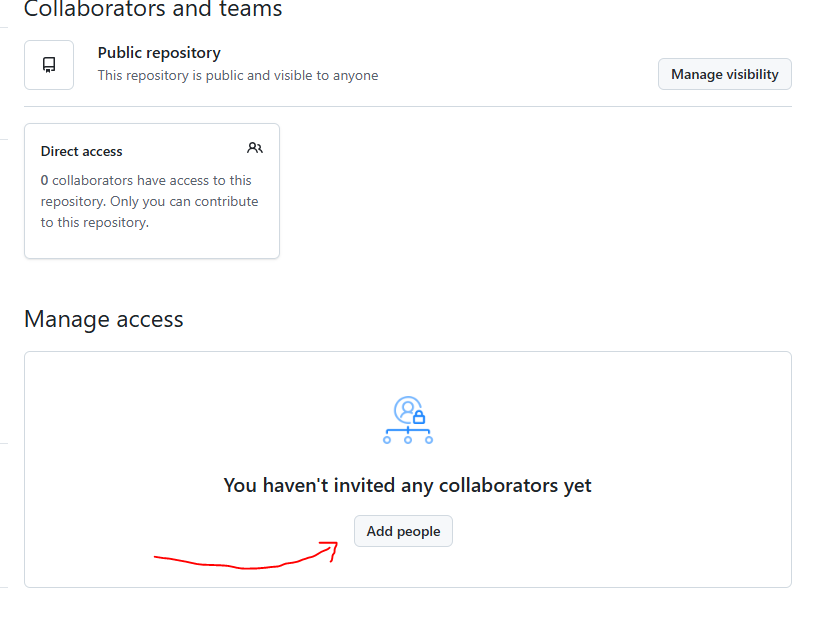 Collaborators and teams
Public repository
This repository is public and visible to anyone
Manage visibility
Direct access
0 collaborators have access to this
repository. Only you can contribute
to this repository.
Manage access
You haven't invited any collaborators yet
Add people